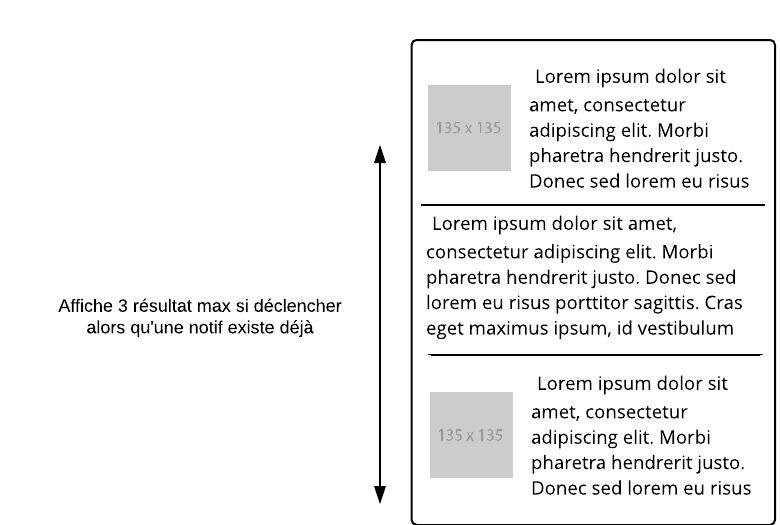 Affiche 3 résultat max si déclencher
alors qu'une notif existe déjà
135 x 135
Lorem ipsum dolor sit
amet, consectetur
adipiscing elit. Morbi
pharetra hendrerit justo.
Donec sed lorem eu risus
Lorem ipsum dolor sit amet,
consectetur adipiscing elit. Morbi
pharetra hendrerit justo. Donec sed
lorem eu risus porttitor sagittis. Cras
eget maximus ipsum, id vestibulum
135 x 135
Lorem ipsum dolor sit
amet, consectetur
adipiscing elit. Morbi
pharetra hendrerit justo.
Donec sed lorem eu risus